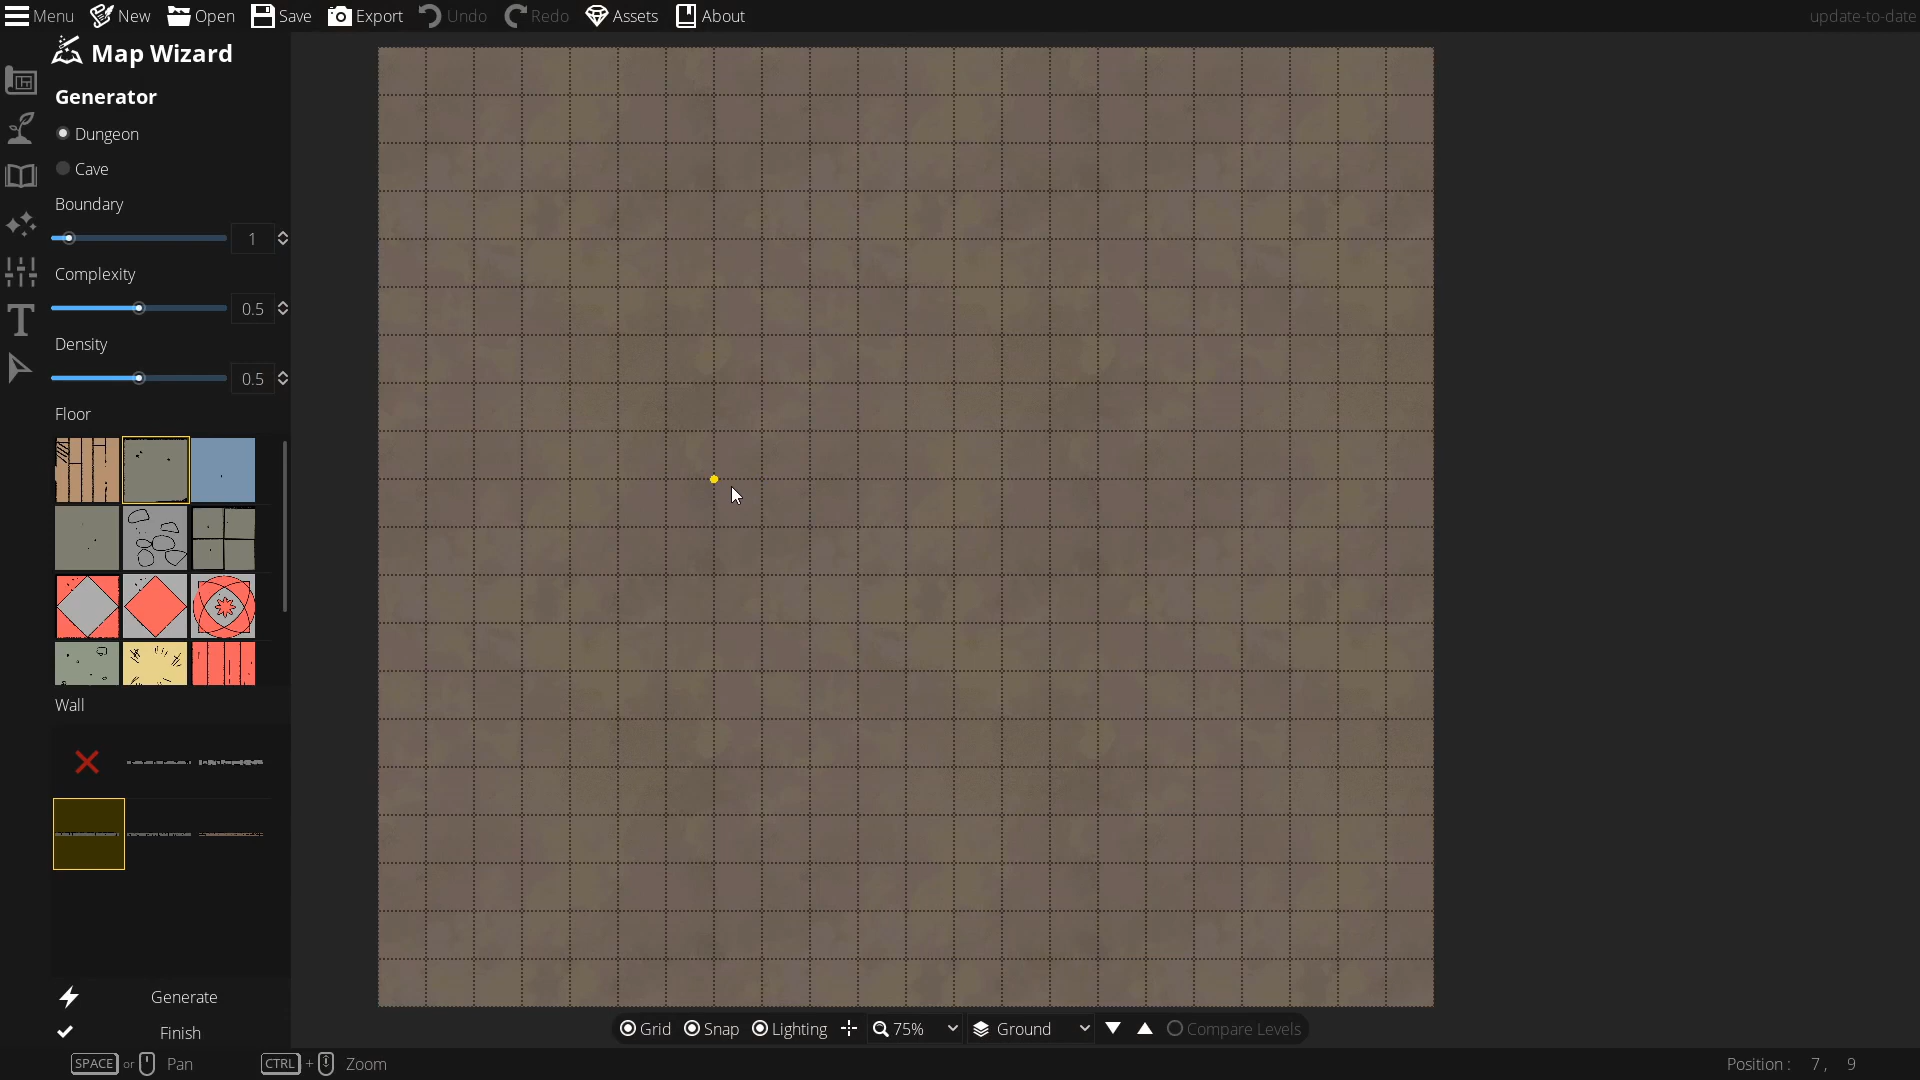 Menu New Open Save Export Undo Redo Assets About update-to-date
Map Wizard
Generator
Dungeon
Cave
Boundary
1
Complexity
0.5
Density
0.5
Floor
Wall
Generate
Finish
Grid Snap Lighting 75% Ground Compare Levels
SPACE or Pan CTRL + Zoom Position : 7, 9